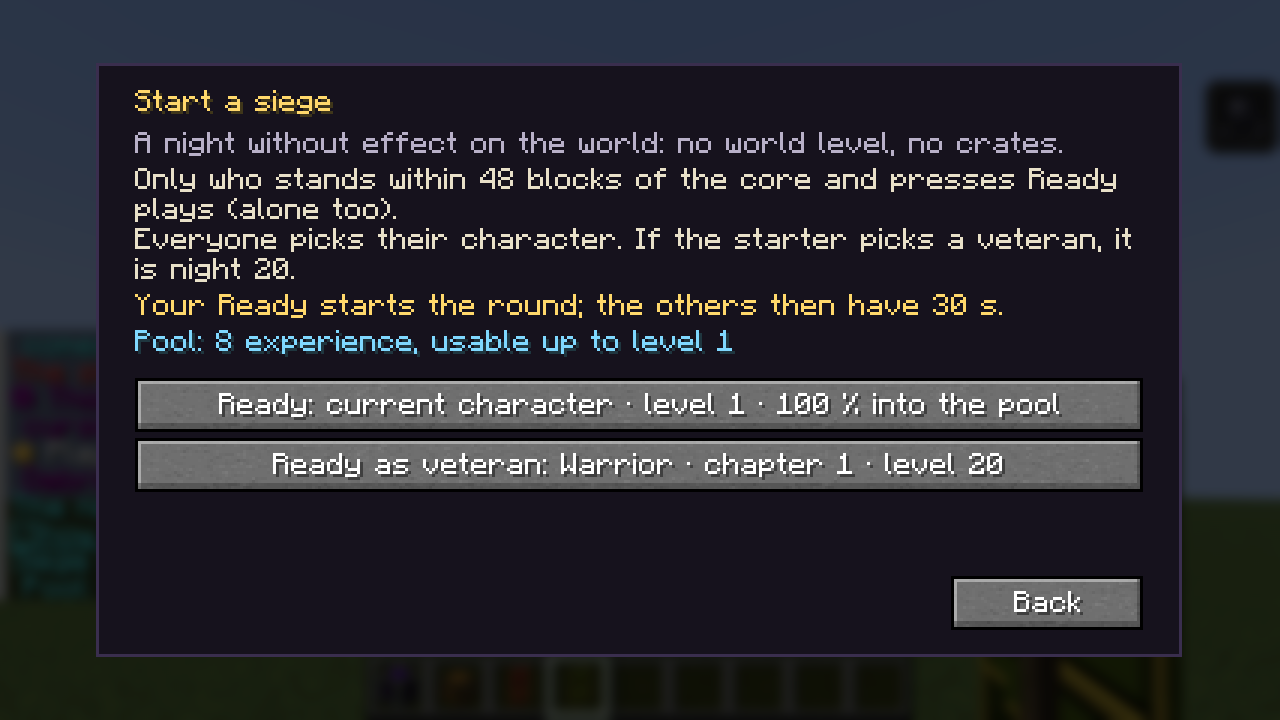 Start a siege
A night without effect on the world: no world level, no crates.
Only who stands within 48 blocks of the core and presses Ready
plays (alone too).
Everyone picks their character. If the starter picks a veteran, it
is night 20.
Your Ready starts the round; the others then have 30 s.
Pool: 8 experience, usable up to level 1
Ready: current character · level 1 · 100 % into the pool
Ready as veteran: Warrior · chapter 1 · level 20
Back